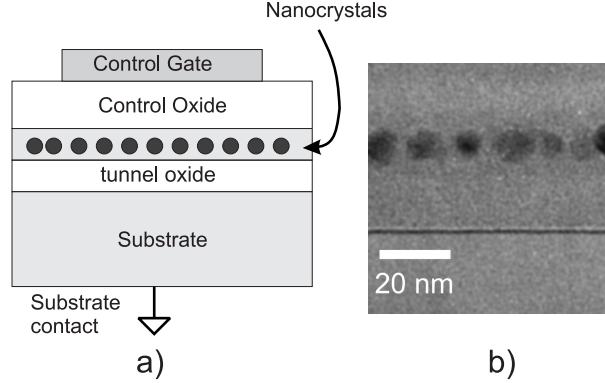 Nanocrystals
Control Gate
Control Oxide
tunnel oxide
Substrate
Substrate
contact
a)
20 nm
b)